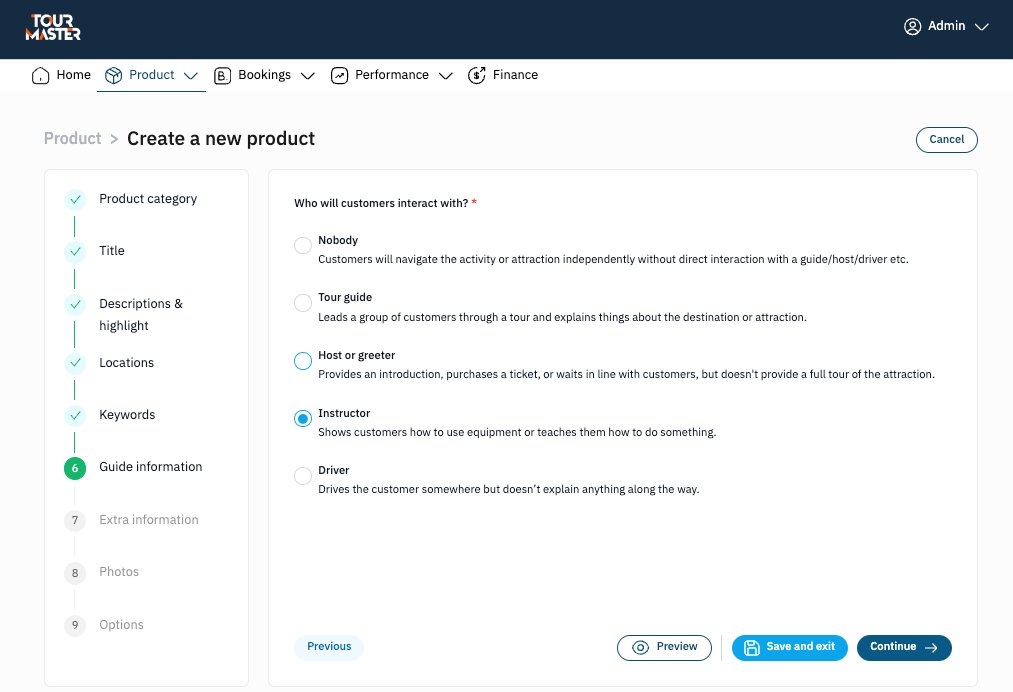 TOUR
MASTER
Admin
Home
Product
B.
Bookings
Performance
$
Finance
Product > Create a new product
Cancel
Product category
Title
Descriptions &
highlight
Locations
Keywords
6
Guide information
7
Extra information
8
Photos
9
Options
Who will customers interact with? *
Nobody
Customers will navigate the activity or attraction independently without direct interaction with a guide/host/driver etc.
Tour guide
Leads a group of customers through a tour and explains things about the destination or attraction.
Host or greeter
Provides an introduction, purchases a ticket, or waits in line with customers, but doesn't provide a full tour of the attraction.
Instructor
Shows customers how to use equipment or teaches them how to do something.
Driver
Drives the customer somewhere but doesn't explain anything along the way.
Previous
Preview
Save and exit
Continue